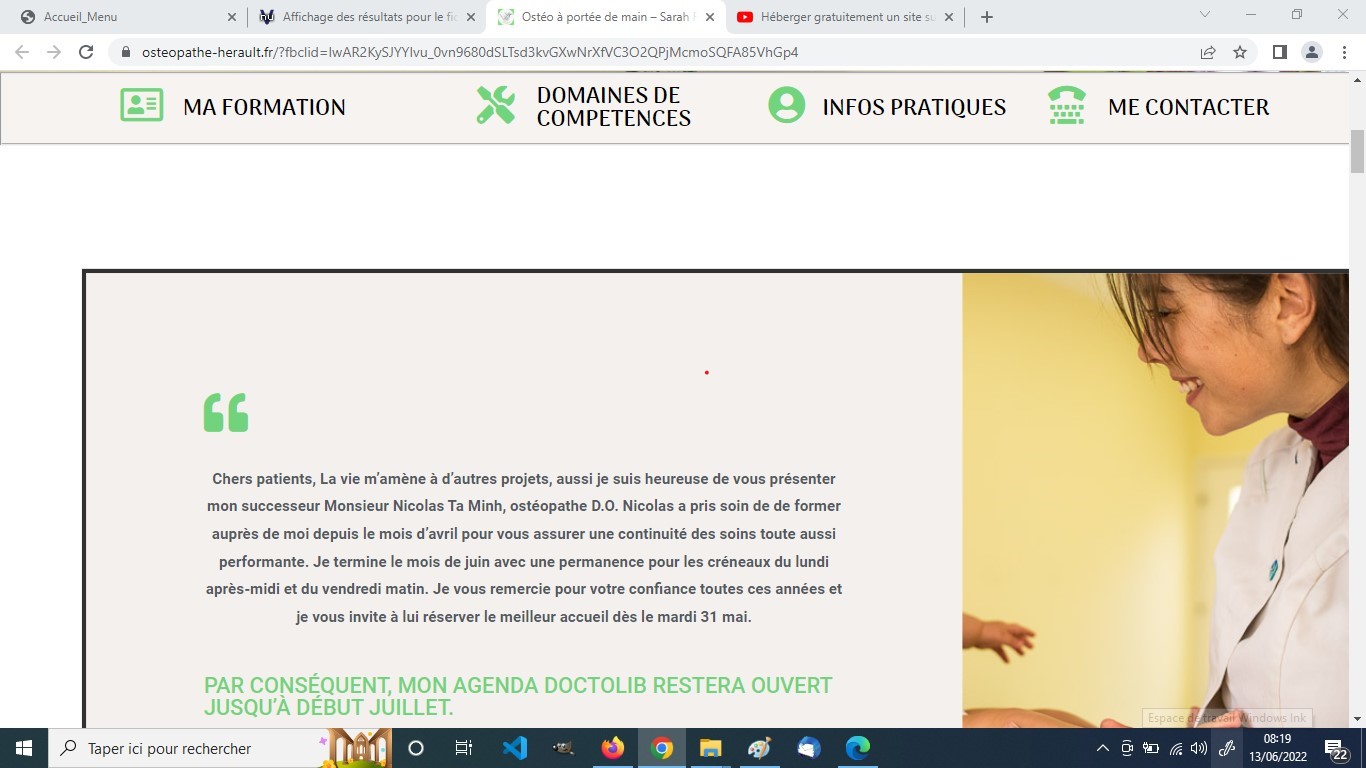 Accueil_Menu
Affichage des résultats pour le fic
Ostéo à portée de main – Sarah
Héberger gratuitement un site su
osteopathe-herault.fr/?fbclid=IwAR2KySJYYIvu_0vn9680dSLTsd3kvGXwNrXfVC3O2QPjMcmoSQFA85VhGp4
MA FORMATION
DOMAINES DE
COMPETENCES
INFOS PRATIQUES
ME CONTACTER
Chers patients, La vie m’amène à d’autres projets, aussi je suis heureuse de vous présenter
mon successeur Monsieur Nicolas Ta Minh, ostéopathe D.O. Nicolas a pris soin de de former
auprès de moi depuis le mois d’avril pour vous assurer une continuité des soins toute aussi
performante. Je termine le mois de juin avec une permanence pour les créneaux du lundi
après-midi et du vendredi matin. Je vous remercie pour votre confiance toutes ces années et
je vous invite à lui réserver le meilleur accueil dès le mardi 31 mai.
PAR CONSÉQUENT, MON AGENDA DOCTOLIB RESTERA OUVERT
JUSQU’À DÉBUT JUILLET.
Espace de travail Windows Ink
Taper ici pour rechercher
08:19
13/06/2022
22